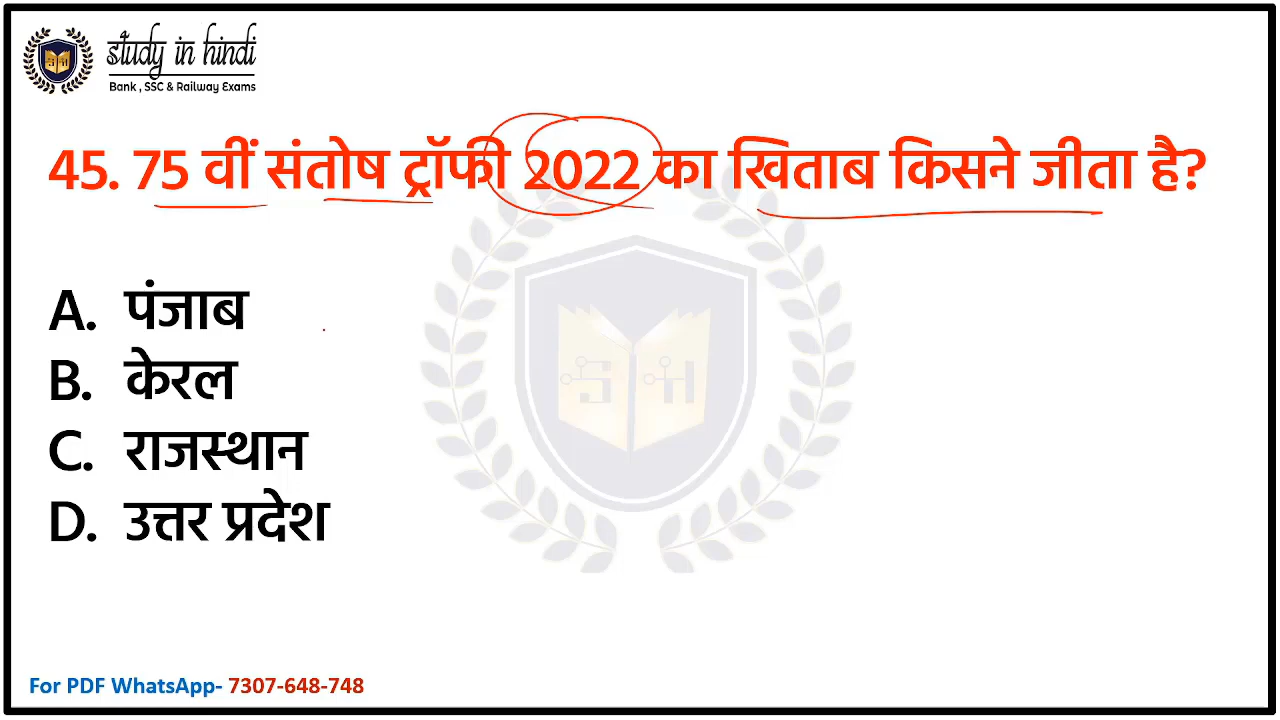 Study in hindi
Bank , SSC & Railway Exams
45. 75 वीं संतोष ट्रॉफी 2022 का खिताब किसने जीता है?
A. पंजाब
B. केरल
C. राजस्थान
D. उत्तर प्रदेश
For PDF WhatsApp- 7307-648-748